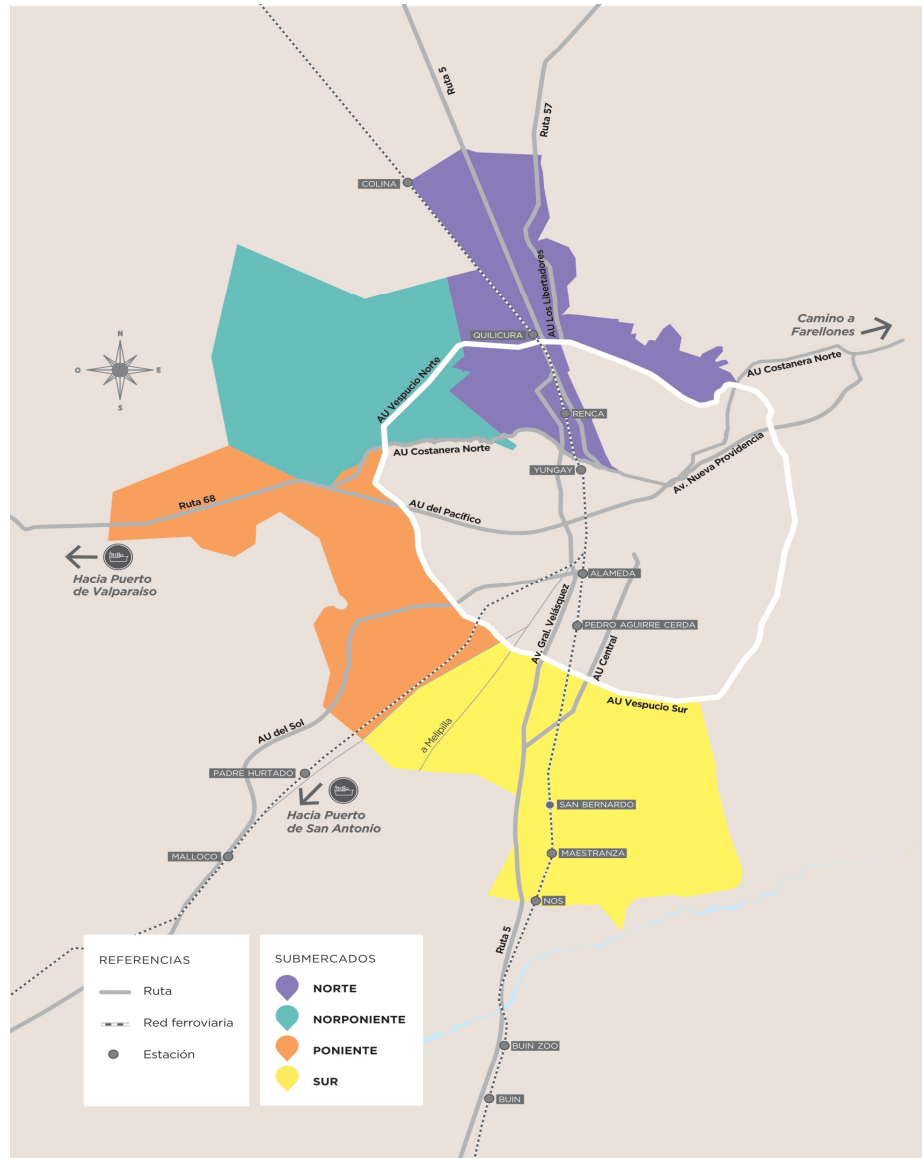 Ruta 5
Ruta 57
COLINA
AU Los Libertadores
Camino a
Farellones
QUILICURA
N
O
E
S
AU Costanera Norte
AU Vespucio Norte
RENCA
AU Costanera Norte
YUNGAY
Av. Nueva Providencia
Ruta 68
AU del Pacífico
Hacia Puerto
de Valparaiso
ALAMEDA
Av. Gral. Velásquez
PEDRO AGUIRRE CERDA
AU Central
AU Vespucio Sur
AU del Sol
a Melipilla
PADRE HURTADO
Hacia Puerto
de San Antonio
SAN BERNARDO
MALLOCO
MAESTRANZA
NOS
Ruta 5
REFERENCIAS
Ruta
Red ferroviaria
Estación
SUBMERCADOS
NORTE
NORPONIENTE
PONIENTE
SUR
BUIN ZOO
BUIN